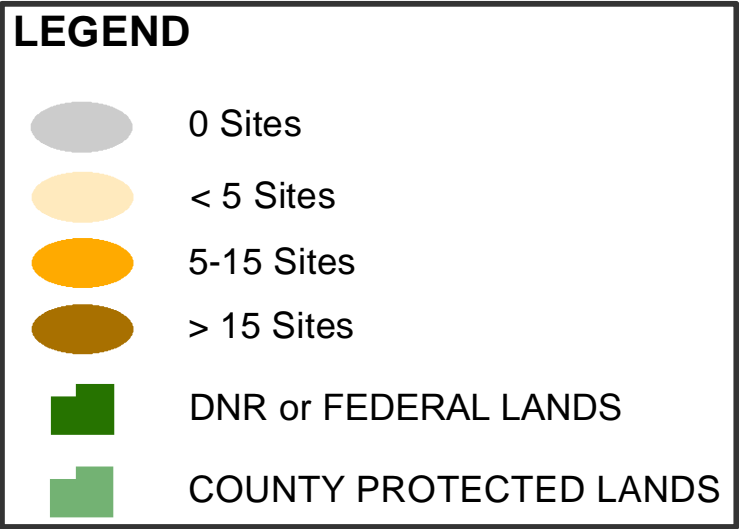 LEGEND
0 Sites
< 5 Sites
5-15 Sites
> 15 Sites
DNR or FEDERAL LANDS
COUNTY PROTECTED LANDS